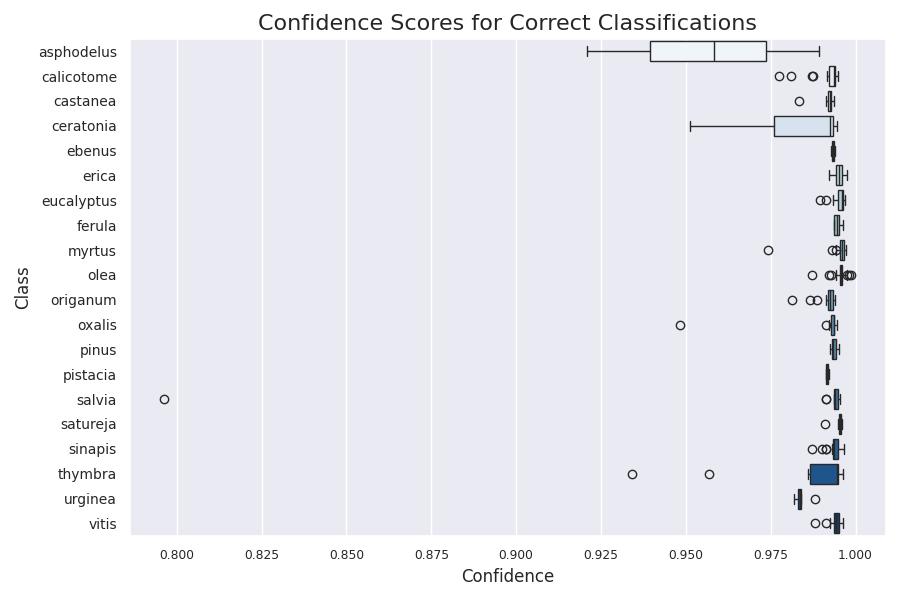 Confidence Scores for Correct Classifications
asphodelus
calicotome
castanea
ceratonia
ebenus
erica
eucalyptus
ferula
myrtus
olea
origanum
oxalis
pinus
pistacia
salvia
satureja
sinapis
thymbra
urginea
vitis
Class
0.800 0.825 0.850 0.875 0.900 0.925 0.950 0.975 1.000
Confidence